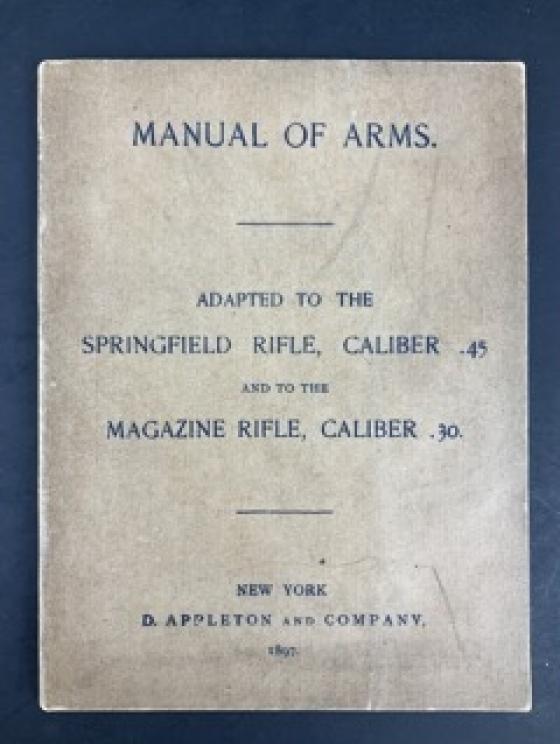 MANUAL OF ARMS.
ADAPTED TO THE
SPRINGFIELD RIFLE, CALIBER .45
AND TO THE
MAGAZINE RIFLE, CALIBER .30.
NEW YORK
D. APPLETON AND COMPANY.
1897.